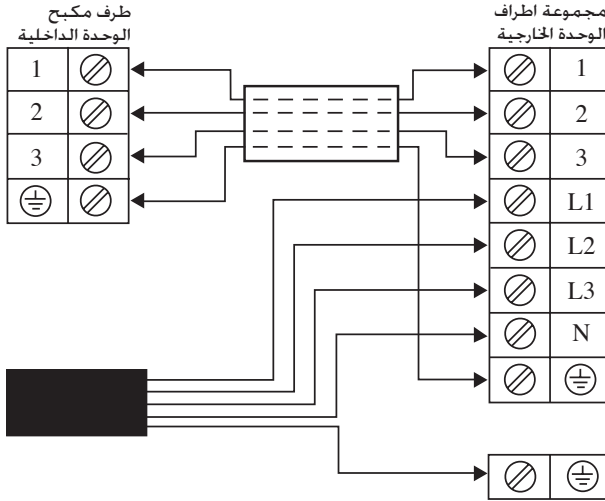 طرف مكبح
الوحدة الداخلية
1
2
3
مجموعة اطراف
الوحدة الخارجية
1
2
3
L1
L2
L3
N